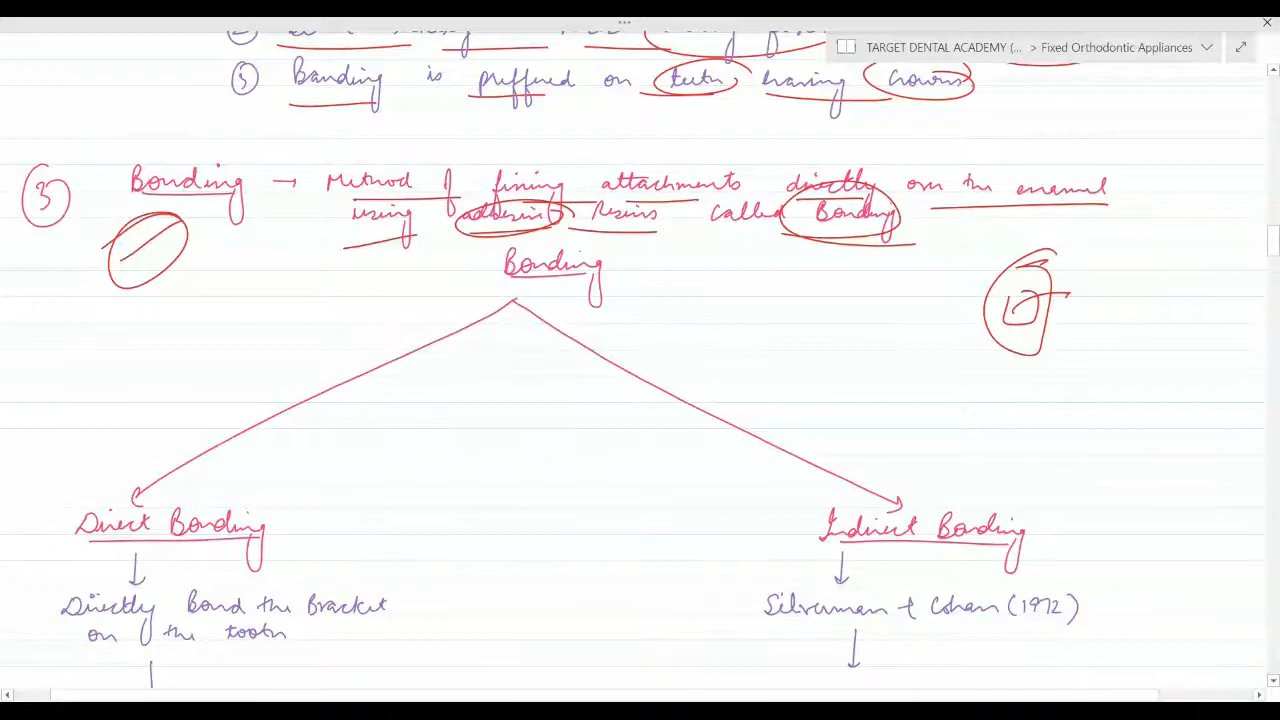 TARGET DENTAL ACADEMY (... > Fixed Orthodontic Appliances
③ Banding is preffered on teeth having crowns
③ Bonding → Method of fixing attachments directly on the enamel
using adhesive Resins called Bonding
Bonding
Direct Bonding
Indirect Bonding
Directly Bond the Bracket
on the tooth
Silverman & Cohan (1972)